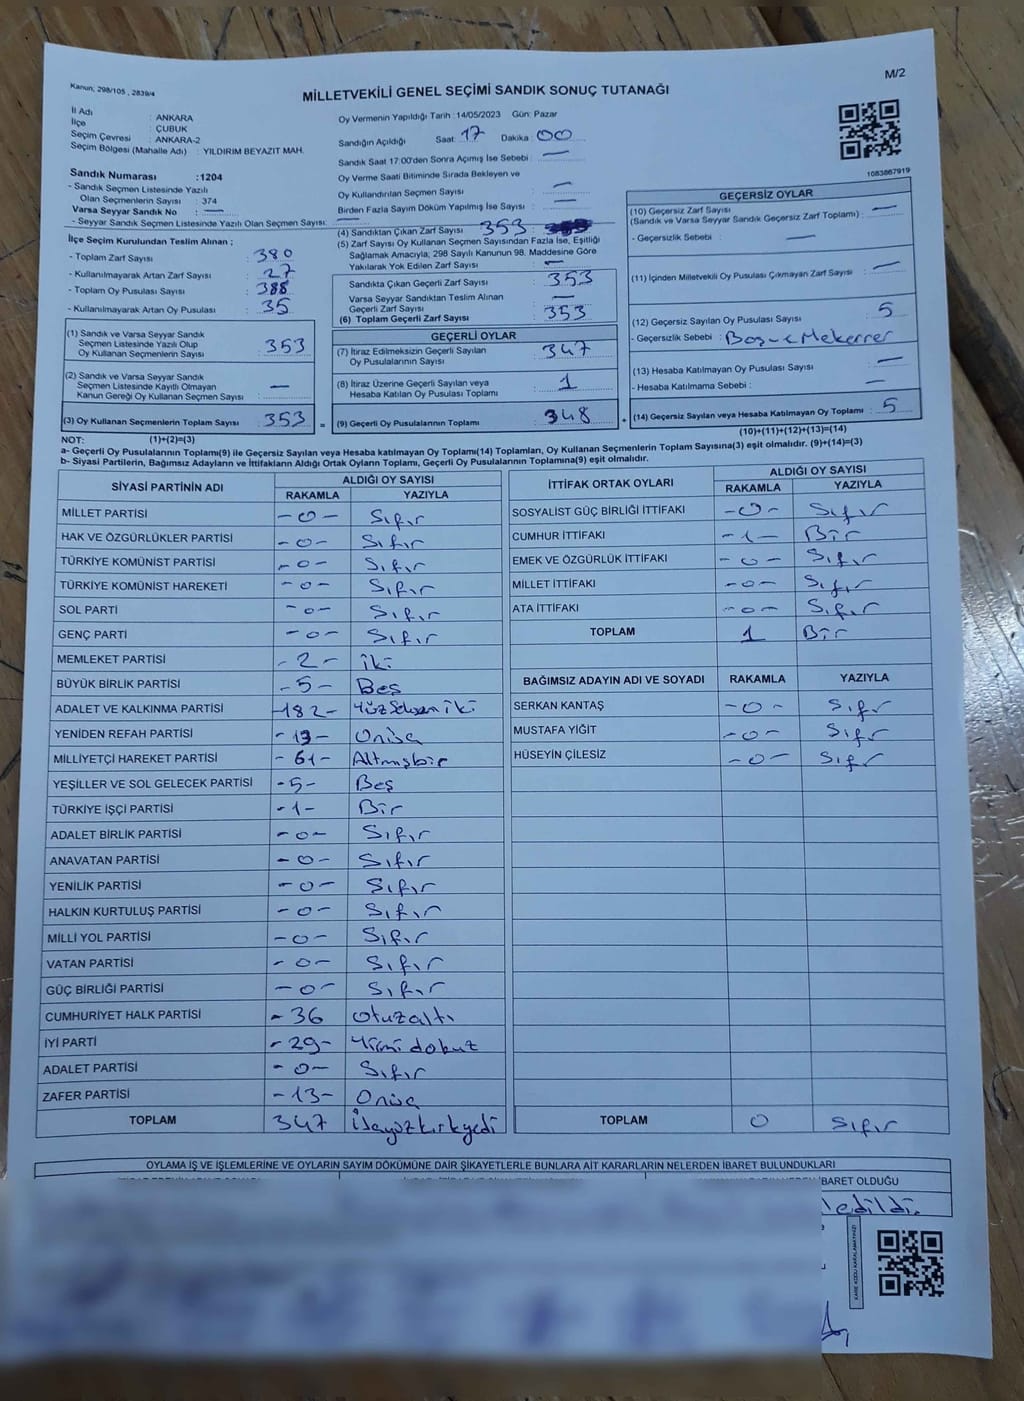 Kanun, 298/105 , 2839/4
M/2
MİLLETVEKİLİ GENEL SEÇİMİ SANDIK SONUÇ TUTANAĞI
İl Adı : ANKARA
İlçe : ÇUBUK
Seçim Çevresi : ANKARA-2
Seçim Bölgesi (Mahalle Adı) : YILDIRIM BEYAZIT MAH.
Sandık Numarası :1204
- Sandık Seçmen Listesinde Yazılı
Olan Seçmenlerin Sayısı : 374
Varsa Seyyar Sandık No : —
- Seyyar Sandık Seçmen Listesinde Yazılı Olan Seçmen Sayısı:
İlçe Seçim Kurulundan Teslim Alınan ;
- Toplam Zarf Sayısı : 380
- Kullanılmayarak Artan Zarf Sayısı : 27
- Toplam Oy Pusulası Sayısı : 388
- Kullanılmayarak Artan Oy Pusulası : 35
(1) Sandık ve Varsa Seyyar Sandık
Seçmen Listesinde Yazılı Olup
Oy Kullanan Seçmenlerin Sayısı : 353
(2) Sandık ve Varsa Seyyar Sandık
Seçmen Listesinde Kayıtlı Olmayan
Kanun Gereği Oy Kullanan Seçmen Sayısı : —
(3) Oy Kullanan Seçmenlerin Toplam Sayısı : 353 =
Oy Vermenin Yapıldığı Tarih :14/05/2023 Gün: Pazar
Sandığın Açıldığı Saat 17 Dakika 00
Sandık Saat 17:00'den Sonra Açımış İse Sebebi : —
Oy Verme Saati Bitiminde Sırada Bekleyen ve
Oy Kullandırılan Seçmen Sayısı : —
Birden Fazla Sayım Döküm Yapılmış İse Sayısı : —
(4) Sandıktan Çıkan Zarf Sayısı : 353
(5) Zarf Sayısı Oy Kullanan Seçmen Sayısından Fazla İse, Eşitliği
Sağlamak Amacıyla, 298 Sayılı Kanunun 98. Maddesine Göre
Yakılarak Yok Edilen Zarf Sayısı : —
Sandıkta Çıkan Geçerli Zarf Sayısı : 353
Varsa Seyyar Sandıktan Teslim Alınan
Geçerli Zarf Sayısı : —
(6) Toplam Geçerli Zarf Sayısı : 353
GEÇERLİ OYLAR
(7) İtiraz Edilmeksizin Geçerli Sayılan
Oy Pusulalarının Sayısı : 347
(8) İtiraz Üzerine Geçerli Sayılan veya
Hesaba Katılan Oy Pusulası Toplamı : 1
(9) Geçerli Oy Pusulalarının Toplamı : 348 +
1083867919
GEÇERSİZ OYLAR
(10) Geçersiz Zarf Sayısı : —
(Sandık ve Varsa Seyyar Sandık Geçersiz Zarf Toplamı)
- Geçersizlik Sebebi : —
(11) İçinden Milletvekili Oy Pusulası Çıkmayan Zarf Sayısı : —
(12) Geçersiz Sayılan Oy Pusulası Sayısı : 5
- Geçersizlik Sebebi : Boş ve Mükerrer
(13) Hesaba Katılmayan Oy Pusulası Sayısı : —
- Hesaba Katılmama Sebebi : —
(14) Geçersiz Sayılan veya Hesaba Katılmayan Oy Toplamı : 5
NOT: (1)+(2)=(3)
(10)+(11)+(12)+(13)=(14)
a- Geçerli Oy Pusulalarının Toplamı(9) ile Geçersiz Sayılan veya Hesaba katılmayan Oy Toplamı(14) Toplamları, Oy Kullanan Seçmenlerin Toplam Sayısına(3) eşit olmalıdır. (9)+(14)=(3)
b- Siyasi Partilerin, Bağımsız Adayların ve İttifakların Aldığı Ortak Oyların Toplamı, Geçerli Oy Pusulalarının Toplamına(9) eşit olmalıdır.
SİYASİ PARTİNİN ADI ALDIĞI OY SAYISI
RAKAMLA YAZIYLA
MİLLET PARTİSİ -0- Sıfır
HAK VE ÖZGÜRLÜKLER PARTİSİ -0- Sıfır
TÜRKİYE KOMÜNİST PARTİSİ -0- Sıfır
TÜRKİYE KOMÜNİST HAREKETİ -0- Sıfır
SOL PARTİ -0- Sıfır
GENÇ PARTİ -0- Sıfır
MEMLEKET PARTİSİ -2- iki
BÜYÜK BİRLİK PARTİSİ -5- Beş
ADALET VE KALKINMA PARTİSİ -182- Yüz Seksen iki
YENİDEN REFAH PARTİSİ -13- Onüç
MİLLİYETÇİ HAREKET PARTİSİ -61- Altmışbir
YEŞİLLER VE SOL GELECEK PARTİSİ -5- Beş
TÜRKİYE İŞÇİ PARTİSİ -1- Bir
ADALET BİRLİK PARTİSİ -0- Sıfır
ANAVATAN PARTİSİ -0- Sıfır
YENİLİK PARTİSİ -0- Sıfır
HALKIN KURTULUŞ PARTİSİ -0- Sıfır
MİLLİ YOL PARTİSİ -0- Sıfır
VATAN PARTİSİ -0- Sıfır
GÜÇ BİRLİĞİ PARTİSİ -0- Sıfır
CUMHURİYET HALK PARTİSİ -36 Otuzaltı
İYİ PARTİ -29- Yirmi dokuz
ADALET PARTİSİ -0- Sıfır
ZAFER PARTİSİ -13- Onüç
TOPLAM 347 Üçyüzkırkyedi
İTTİFAK ORTAK OYLARI ALDIĞI OY SAYISI
RAKAMLA YAZIYLA
SOSYALİST GÜÇ BİRLİĞİ İTTİFAKI -0- Sıfır
CUMHUR İTTİFAKI -1- Bir
EMEK VE ÖZGÜRLÜK İTTİFAKI -0- Sıfır
MİLLET İTTİFAKI -0- Sıfır
ATA İTTİFAKI -0- Sıfır
TOPLAM 1 Bir
BAĞIMSIZ ADAYIN ADI VE SOYADI RAKAMLA YAZIYLA
SERKAN KANTAŞ -0- Sıfır
MUSTAFA YİĞİT -0- Sıfır
HÜSEYİN ÇİLESİZ -0- Sıfır
TOPLAM 0 Sıfır
OYLAMA İŞ VE İŞLEMLERİNE VE OYLARIN SAYIM DÖKÜMÜNE DAİR ŞİKAYETLERLE BUNLARA AİT KARARLARIN NELERDEN İBARET BULUNDUKLARI
İBARET OLDUĞU
edildi.
KARE KODU KARALAMAYINIZ!